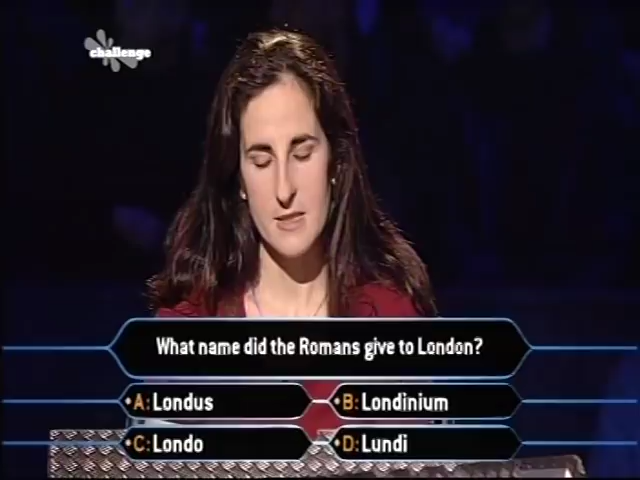 challenge
What name did the Romans give to London?
A: Londus
B: Londinium
C: Londo
D: Lundi